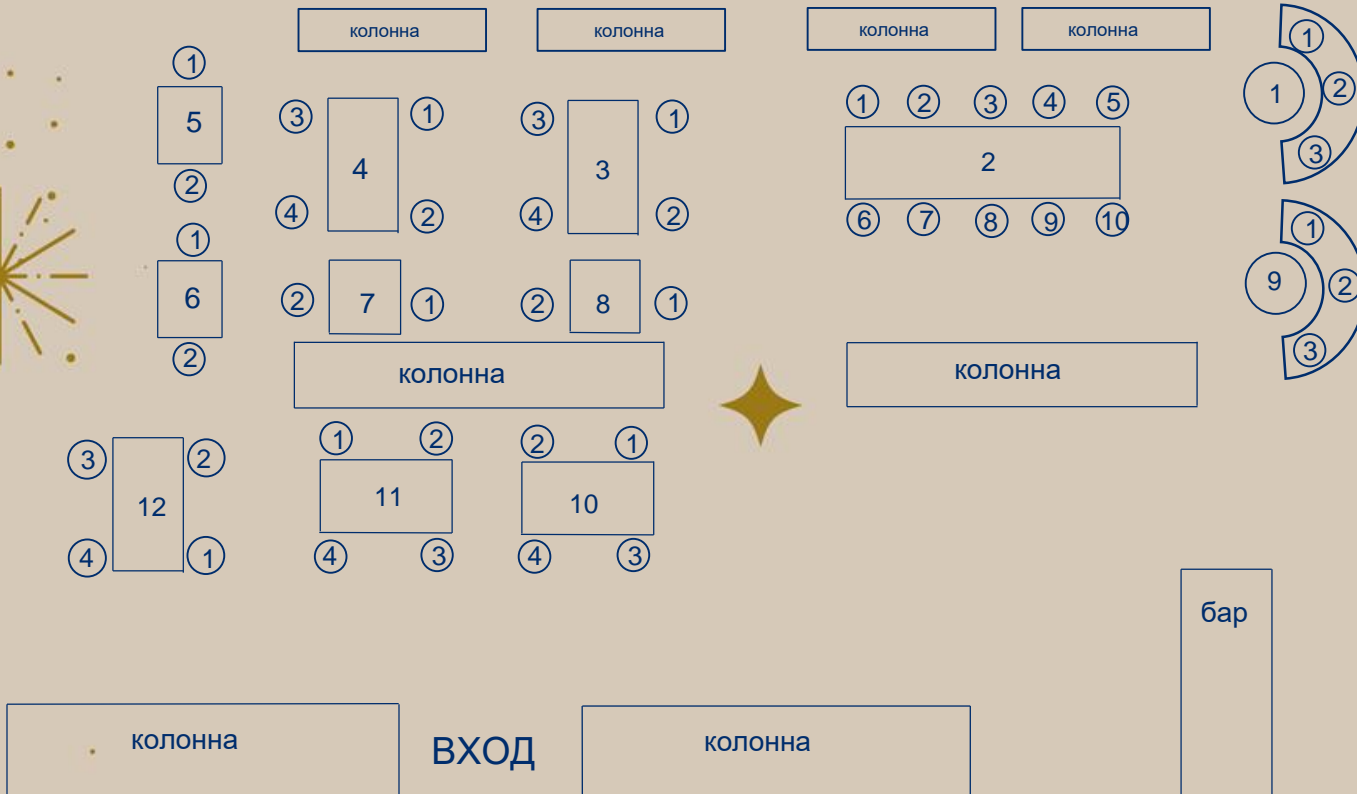 колонна колонна колонна колонна
1 1
5 3 4 1 3 3 1 1 2 3 4 5 1 2
2 4 2 4 2 2 3
1 6 7 8 9 10 1
6 2 7 1 2 8 1 9 2
2 3
колонна колонна
3 2 1 2 2 1
12 11 10
4 1 4 3 4 3
бар
колонна ВХОД колонна